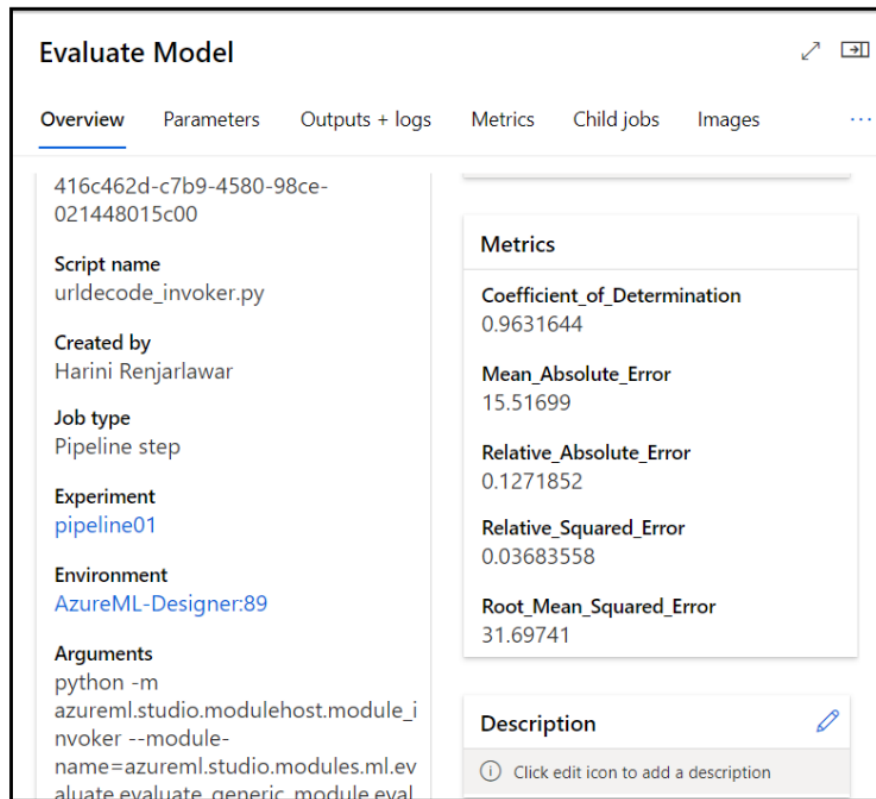 Evaluate Model
Overview Parameters Outputs + logs Metrics Child jobs Images ...
416c462d-c7b9-4580-98ce-
021448015c00
Script name
urldecode_invoker.py
Created by
Harini Renjarlawar
Job type
Pipeline step
Experiment
pipeline01
Environment
AzureML-Designer:89
Arguments
python -m
azureml.studio.modulehost.module_i
nvoker --module-
name=azureml.studio.modules.ml.ev
aluate.evaluate_generic_module.eval
Metrics
Coefficient_of_Determination
0.9631644
Mean_Absolute_Error
15.51699
Relative_Absolute_Error
0.1271852
Relative_Squared_Error
0.03683558
Root_Mean_Squared_Error
31.69741
Description
Click edit icon to add a description